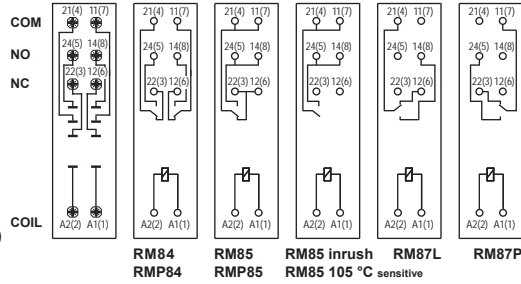 COM 21(4) 11(7) 21(4) 11(7) 21(4) 11(7) 21(4) 11(7) 21(4) 11(7) 21(4) 11(7)
NO 24(5) 14(8) 24(5) 14(8) 24(5) 14(8) 24(5) 14(8) 24(5) 14(8) 24(5) 14(8)
NC 22(3) 12(6) 22(3) 12(6) 22(3) 12(6) 22(3) 12(6) 22(3) 12(6) 22(3) 12(6)
COIL A2(2) A1(1) A2(2) A1(1) A2(2) A1(1) A2(2) A1(1) A2(2) A1(1) A2(2) A1(1)
RM84 RM85 RM85 inrush RM87L RM87P
RMP84 RMP85 RM85 105 °C sensitive